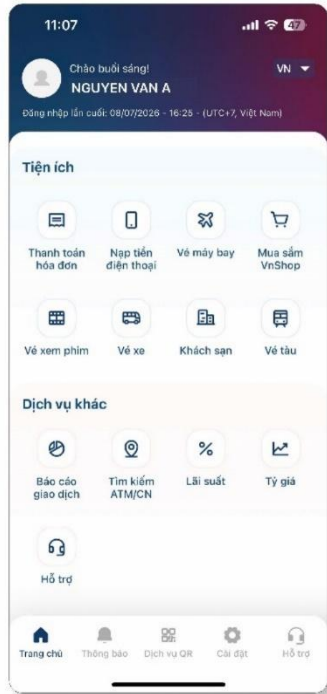 11:07
47
Chào buổi sáng!
VN
NGUYEN VAN A
Đăng nhập lần cuối: 08/07/2026 - 16:25 - (UTC+7, Việt Nam)
Tiện ích
Thanh toán
hóa đơn
Nạp tiền
điện thoại
Vé máy bay
Mua sắm
VnShop
Vé xem phim
Vé xe
Khách sạn
Vé tàu
Dịch vụ khác
Báo cáo
giao dịch
Tìm kiếm
ATM/CN
Lãi suất
Tỷ giá
Hỗ trợ
Trang chủ
Thông báo
Dịch vụ QR
Cài đặt
Hỗ trợ